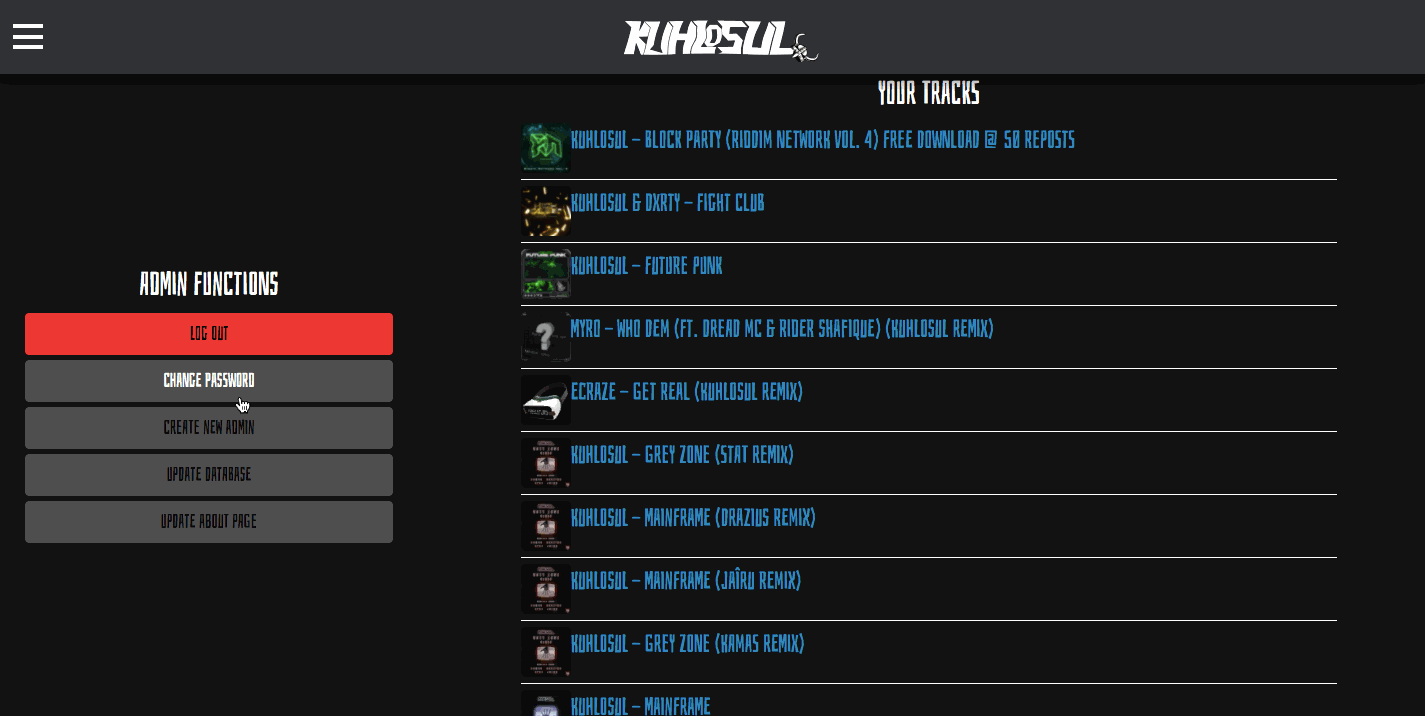 KUHLOSUL
YOUR TRACKS
KUHLOSUL – BLOCK PARTY (RIDDIM NETWORK VOL. 4) FREE DOWNLOAD @ 50 REPOSTS
KUHLOSUL & DXRTY – FIGHT CLUB
KUHLOSUL – FUTURE PUNK
MYRO – WHO DEM (FT. DREAD MC & RIDER SHAFIQUE) (KUHLOSUL REMIX)
ECRAZE – GET REAL (KUHLOSUL REMIX)
KUHLOSUL – GREY ZONE (STAT REMIX)
KUHLOSUL – MAINFRAME (DRAZIUS REMIX)
KUHLOSUL – MAINFRAME (JAÎRU REMIX)
KUHLOSUL – GREY ZONE (KAMAS REMIX)
KUHLOSUL – MAINFRAME
FUTURE PUNK
ADMIN FUNCTIONS
LOG OUT
CHANGE PASSWORD
CREATE NEW ADMIN
UPDATE DATABASE
UPDATE ABOUT PAGE